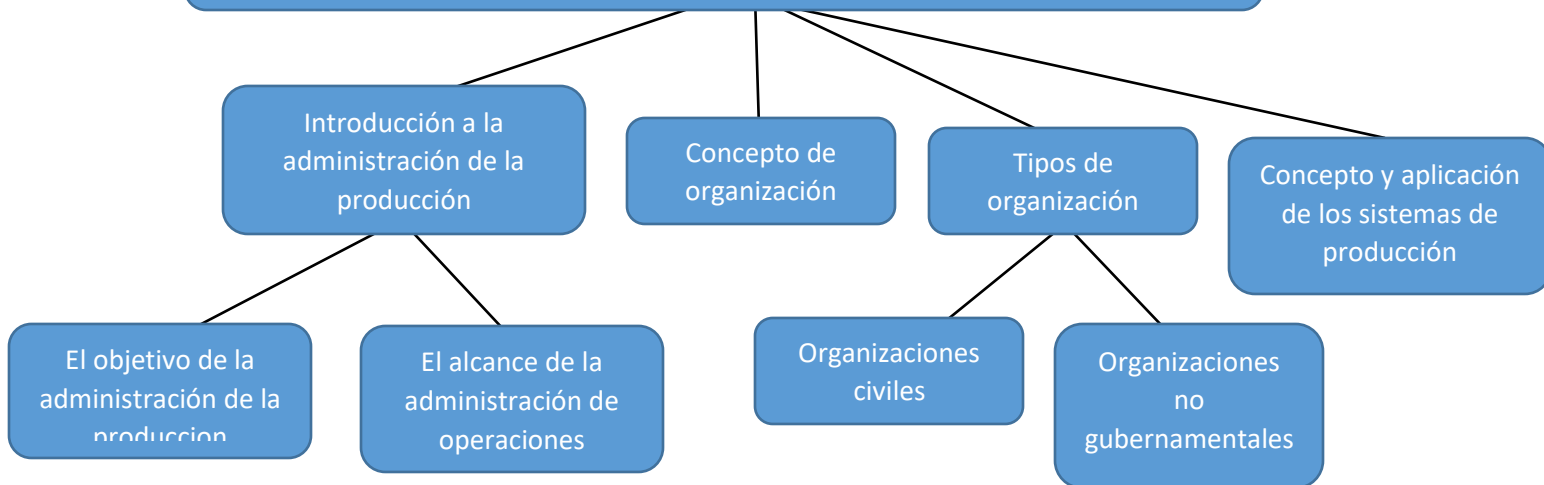 Introducción a la
administración de la
producción
Concepto de
organización
Tipos de
organización
Concepto y aplicación
de los sistemas de
producción
El objetivo de la
administración de la
produccion
El alcance de la
administración de
operaciones
Organizaciones
civiles
Organizaciones
no
gubernamentales